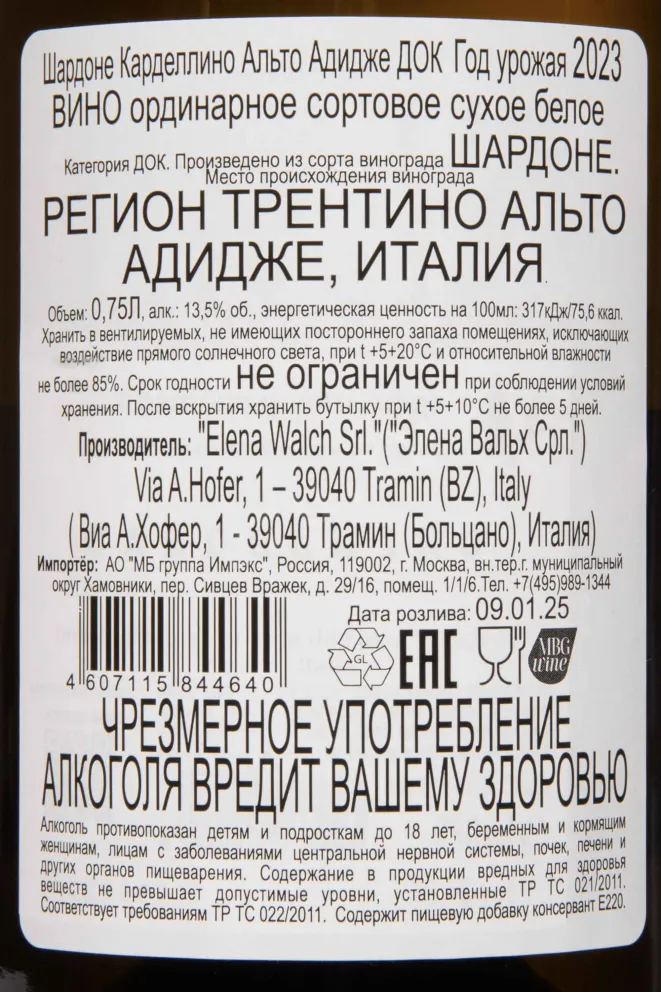 Шардоне Карделлино Альто Адидже ДОК Год урожая 2023
ВИНО ординарное сортовое сухое белое
Категория ДОК. Произведено из сорта винограда ШАРДОНЕ.
Место происхождения винограда
РЕГИОН ТРЕНТИНО АЛЬТО
АДИДЖЕ, ИТАЛИЯ.
Объем: 0,75Л, алк.: 13,5% об., энергетическая ценность на 100мл: 317кДж/75,6 ккал.
Хранить в вентилируемых, не имеющих постороннего запаха помещениях, исключающих
воздействие прямого солнечного света, при t +5+20°С и относительной влажности
не более 85%. Срок годности не ограничен при соблюдении условий
хранения. После вскрытия хранить бутылку при t +5+10°С не более 5 дней.
Производитель: "Elena Walch Srl."("Элена Вальх Срл.")
Via A.Hofer, 1 – 39040 Tramin (BZ), Italy
( Виа А.Хофер, 1 - 39040 Трамин (Больцано), Италия)
Импортёр: АО "МБ группа Импэкс", Россия, 119002, г. Москва, вн.тер.г. муниципальный
округ Хамовники, пер. Сивцев Вражек, д. 29/16, помещ. 1/1/6.Тел. +7(495)989-1344
Дата розлива: 09.01.25
GL
EAC
MBG
wine
4 607115 844640
ЧРЕЗМЕРНОЕ УПОТРЕБЛЕНИЕ
АЛКОГОЛЯ ВРЕДИТ ВАШЕМУ ЗДОРОВЬЮ
Алкоголь противопоказан детям и подросткам до 18 лет, беременным и кормящим
женщинам, лицам с заболеваниями центральной нервной системы, почек, печени и
других органов пищеварения. Содержание в продукции вредных для здоровья
веществ не превышает допустимые уровни, установленные ТР ТС 021/2011.
Соответствует требованиям ТР ТС 022/2011. Содержит пищевую добавку консервант Е220.